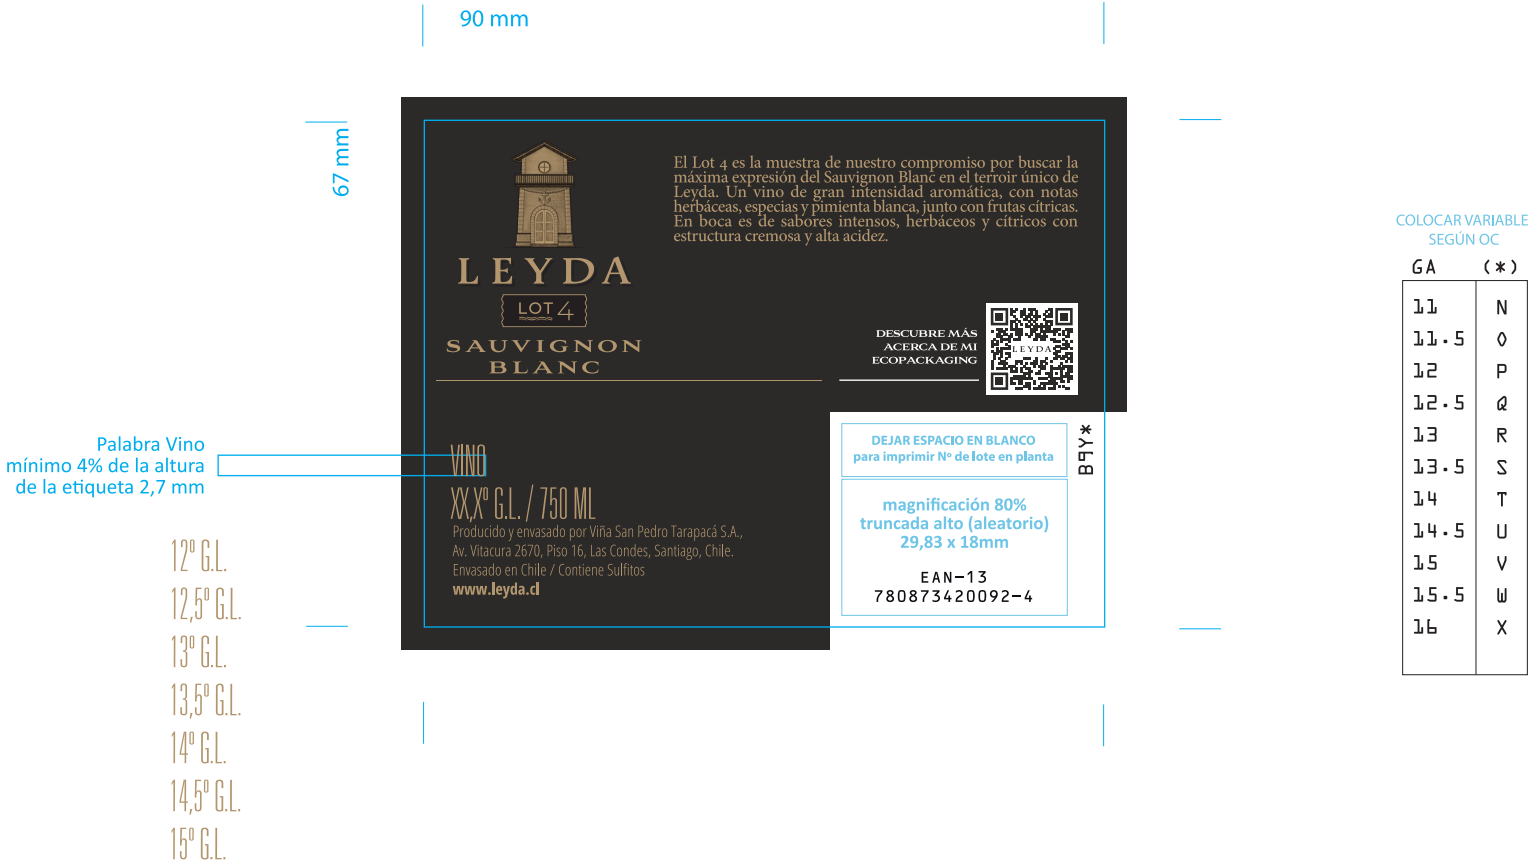 90 mm
67 mm
LEYDA
LOT 4
SAUVIGNON
BLANC
El Lot 4 es la muestra de nuestro compromiso por buscar la
máxima expresión del Sauvignon Blanc en el terroir único de
Leyda. Un vino de gran intensidad aromática, con notas
herbáceas, especias y pimienta blanca, junto con frutas cítricas.
En boca es de sabores intensos, herbáceos y cítricos con
estructura cremosa y alta acidez.
DESCUBRE MÁS
ACERCA DE MI
ECOPACKAGING
LEYDA
Palabra Vino
mínimo 4% de la altura
de la etiqueta 2,7 mm
VINO
XX,Xº G.L. / 750 ML
Producido y envasado por Viña San Pedro Tarapacá S.A.,
Av. Vitacura 2670, Piso 16, Las Condes, Santiago, Chile.
Envasado en Chile / Contiene Sulfitos
www.leyda.cl
DEJAR ESPACIO EN BLANCO
para imprimir Nº de lote en planta
B9Y*
magnificación 80%
truncada alto (aleatorio)
29,83 x 18mm
EAN-13
780873420092-4
12º G.L.
12,5º G.L.
13º G.L.
13,5º G.L.
14º G.L.
14,5º G.L.
15º G.L.
COLOCAR VARIABLE
SEGÚN OC
GA (*)
11 N
11.5 O
12 P
12.5 Q
13 R
13.5 S
14 T
14.5 U
15 V
15.5 W
16 X